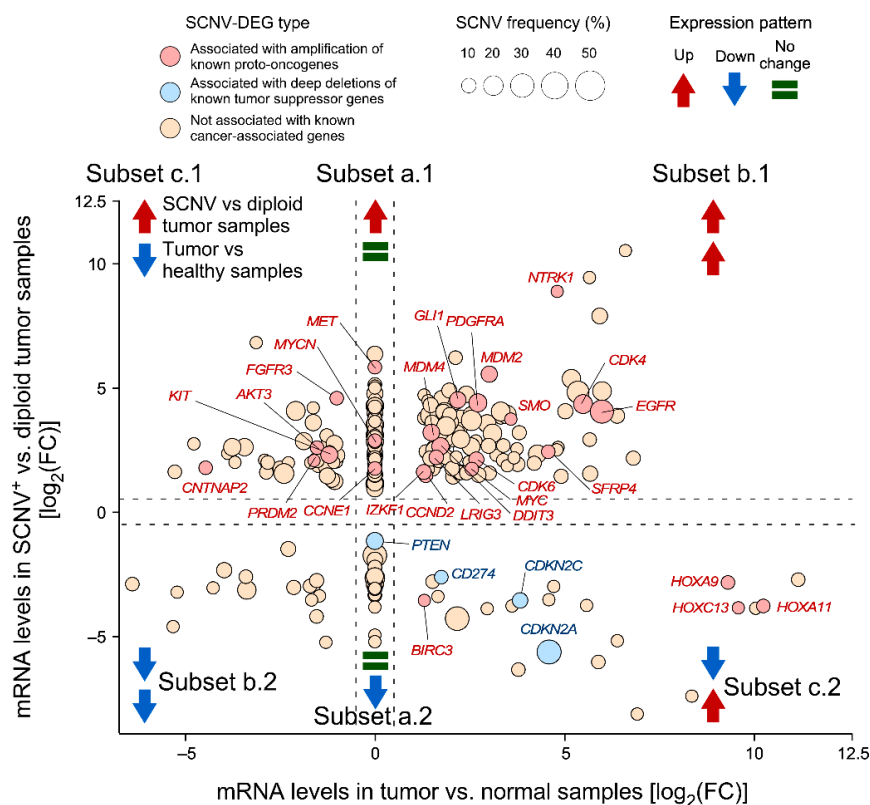 SCNV-DEG type
Associated with amplification of
known proto-oncogenes
Associated with deep deletions of
known tumor suppressor genes
Not associated with known
cancer-associated genes
SCNV frequency (%)
10 20 30 40 50
Expression pattern
Up
Down
No
change
Subset c.1
Subset a.1
Subset b.1
SCNV vs diploid
tumor samples
Tumor vs
healthy samples
12.5
10
5
0
−5
mRNA levels in SCNV+ vs. diploid tumor samples
[log2(FC)]
NTRK1
MET
GLI1
PDGFRA
MYCN
MDM2
FGFR3
MDM4
CDK4
KIT
AKT3
SMO
EGFR
CNTNAP2
CDK6
SFRP4
PRDM2
CCNE1
IZKF1
CCND2
MYC
LRIG3
DDIT3
PTEN
CD274
CDKN2C
HOXA9
HOXC13
HOXA11
CDKN2A
BIRC3
Subset b.2
Subset a.2
Subset c.2
−5
0
5
10
12.5
mRNA levels in tumor vs. normal samples [log2(FC)]